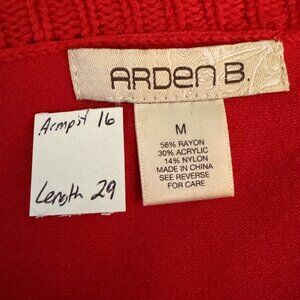 ARDEN B.
Armpit 16
Length 29
M
56% RAYON
30% ACRYLIC
14% NYLON
MADE IN CHINA
SEE REVERSE
FOR CARE